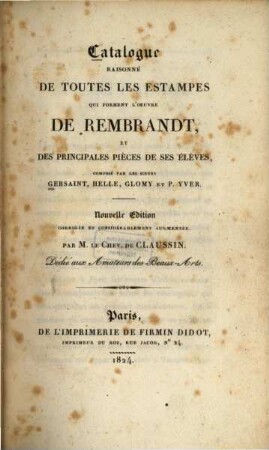 Catalogue
RAISONNÉ
DE TOUTES LES ESTAMPES
QUI FORMENT L'ŒUVRE
DE REMBRANDT,
ET
DES PRINCIPALES PIÈCES DE SES ÉLÈVES,
COMPOSÉ PAR LES SIEURS
GERSAINT, HELLE, GLOMY ET P. YVER.
Nouvelle Edition
CORRIGÉE ET CONSIDÉRABLEMENT AUGMENTÉE
PAR M. LE CHEV. DE CLAUSSIN.
Dédié aux Amateurs des Beaux-Arts.
Paris,
DE L'IMPRIMERIE DE FIRMIN DIDOT,
IMPRIMEUR DU ROI, RUE JACOB, Nº 24.
1824.